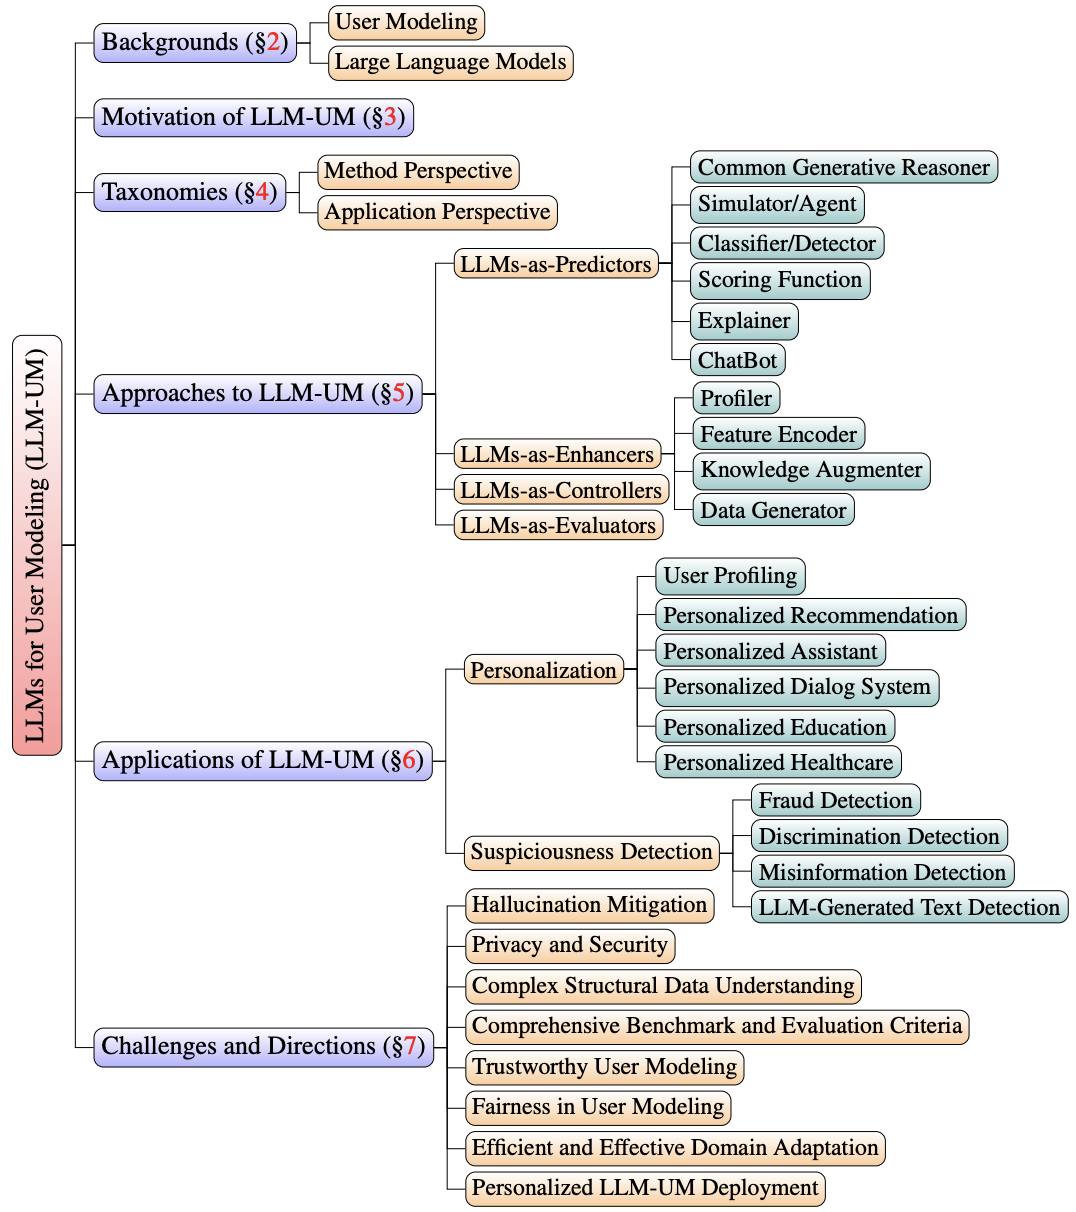 LLMs for User Modeling (LLM-UM)
Backgrounds (§2)
User Modeling
Large Language Models
Motivation of LLM-UM (§3)
Taxonomies (§4)
Method Perspective
Application Perspective
Approaches to LLM-UM (§5)
LLMs-as-Predictors
Common Generative Reasoner
Simulator/Agent
Classifier/Detector
Scoring Function
Explainer
ChatBot
LLMs-as-Enhancers
Profiler
Feature Encoder
Knowledge Augmenter
Data Generator
LLMs-as-Controllers
LLMs-as-Evaluators
Applications of LLM-UM (§6)
Personalization
User Profiling
Personalized Recommendation
Personalized Assistant
Personalized Dialog System
Personalized Education
Personalized Healthcare
Suspiciousness Detection
Fraud Detection
Discrimination Detection
Misinformation Detection
LLM-Generated Text Detection
Challenges and Directions (§7)
Hallucination Mitigation
Privacy and Security
Complex Structural Data Understanding
Comprehensive Benchmark and Evaluation Criteria
Trustworthy User Modeling
Fairness in User Modeling
Efficient and Effective Domain Adaptation
Personalized LLM-UM Deployment